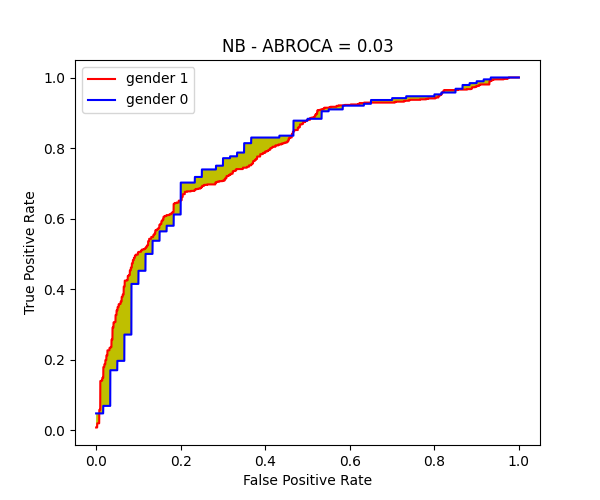 NB - ABROCA = 0.03
gender 1
gender 0
True Positive Rate
1.0
0.8
0.6
0.4
0.2
0.0
0.0 0.2 0.4 0.6 0.8 1.0
False Positive Rate